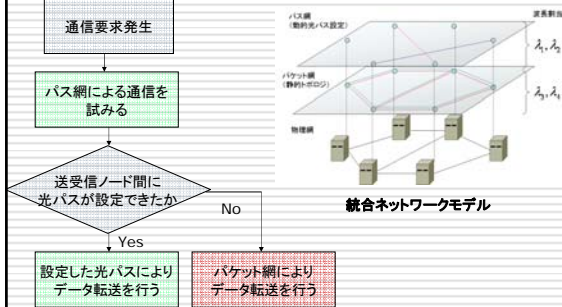 通信要求発生
パス網による通信を
試みる
送受信ノード間に
光パスが設定できたか
No
Yes
設定した光パスにより
データ転送を行う
パケット網により
データ転送を行う
パス網
(動的光パス設定)
波長割当
λ₁, λ₂
パケット網
(静的トポロジ)
λ₃, λ₄
物理網
統合ネットワークモデル